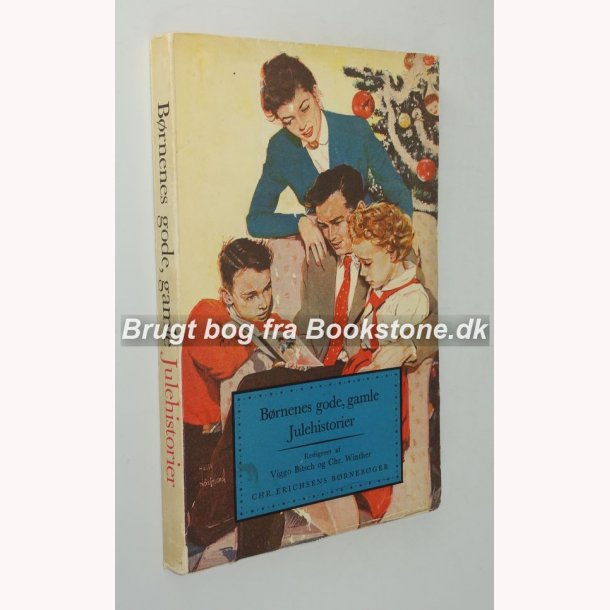 Børnenes gode, gamle Julehistorier
Brugt bog fra Bookstone.dk
Børnenes gode, gamle
Julehistorier
Redigeret af
Viggo Bitsch og Chr. Winther
CHR. ERICHSENS BØRNEBØGER